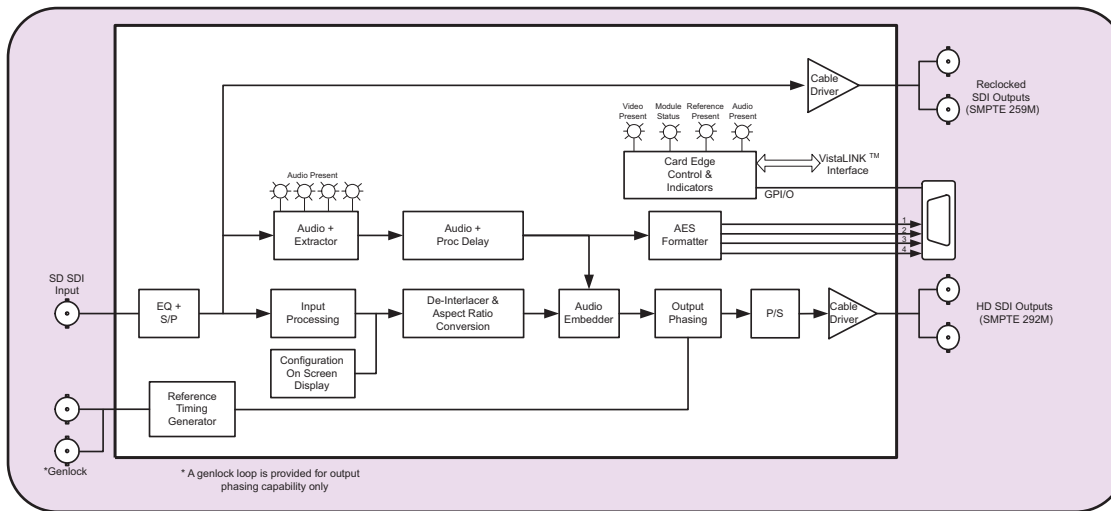 Cable
Driver
Reclocked
SDI Outputs
(SMPTE 259M)
Video
Present
Module
Status
Reference
Present
Audio
Present
Card Edge
Control &
Indicators
VistaLINK ™
Interface
GPI/O
Audio Present
Audio +
Extractor
Audio +
Proc Delay
AES
Formatter
1
2
3
4
SD SDI
Input
EQ +
S/P
Input
Processing
De-Interlacer &
Aspect Ratio
Conversion
Audio
Embedder
Output
Phasing
P/S
Cable
Driver
HD SDI Outputs
(SMPTE 292M)
Configuration
On Screen
Display
Reference
Timing
Generator
*Genlock
* A genlock loop is provided for output
phasing capability only